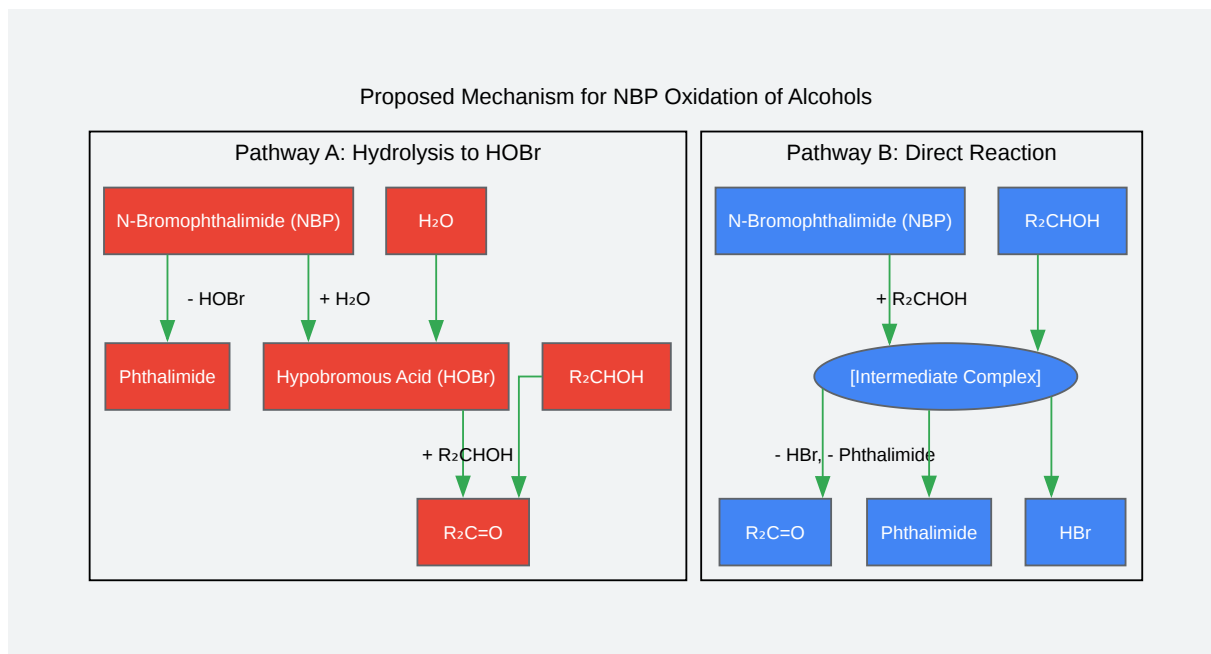 Proposed Mechanism for NBP Oxidation of Alcohols
Pathway A: Hydrolysis to HOBr
N-Bromophthalimide (NBP)
H₂O
- HOBr
+ H₂O
Phthalimide
Hypobromous Acid (HOBr)
R₂CHOH
+ R₂CHOH
R₂C=O
Pathway B: Direct Reaction
N-Bromophthalimide (NBP)
R₂CHOH
+ R₂CHOH
[Intermediate Complex]
- HBr, - Phthalimide
R₂C=O
Phthalimide
HBr